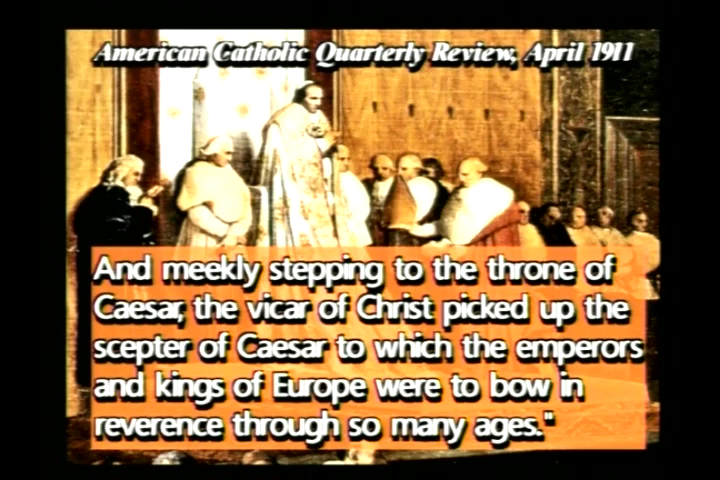 American Catholic Quarterly Review, April 1911
And meekly stepping to the throne of
Caesar, the vicar of Christ picked up the
scepter of Caesar to which the emperors
and kings of Europe were to bow in
reverence through so many ages."